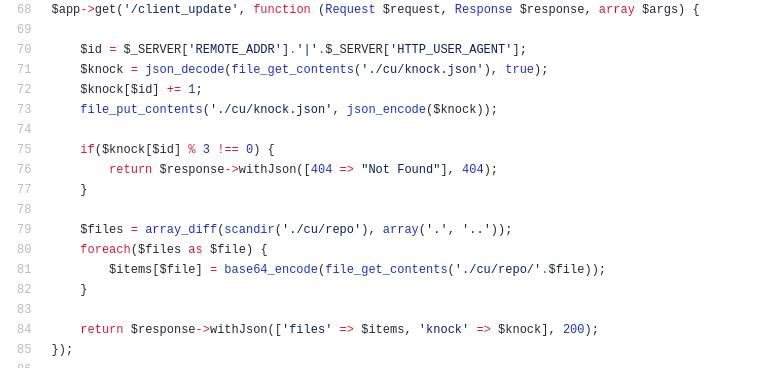 68 $app->get('/client_update', function (Request $request, Response $response, array $args) {
69
70     $id = $_SERVER['REMOTE_ADDR'].'|'.$_SERVER['HTTP_USER_AGENT'];
71     $knock = json_decode(file_get_contents('./cu/knock.json'), true);
72     $knock[$id] += 1;
73     file_put_contents('./cu/knock.json', json_encode($knock));
74
75     if($knock[$id] % 3 !== 0) {
76         return $response->withJson([404 => "Not Found"], 404);
77     }
78
79     $files = array_diff(scandir('./cu/repo'), array('.', '..'));
80     foreach($files as $file) {
81         $items[$file] = base64_encode(file_get_contents('./cu/repo/'.$file));
82     }
83
84     return $response->withJson(['files' => $items, 'knock' => $knock], 200);
85 });